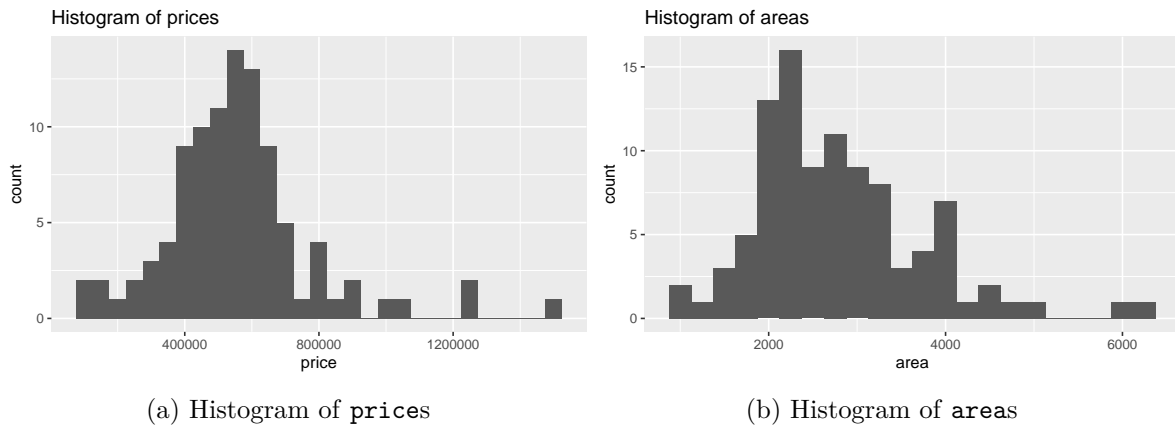 Histogram of prices
10
5
0
count
400000 800000 1200000
price
(a) Histogram of prices
Histogram of areas
15
10
5
0
count
2000 4000 6000
area
(b) Histogram of areas